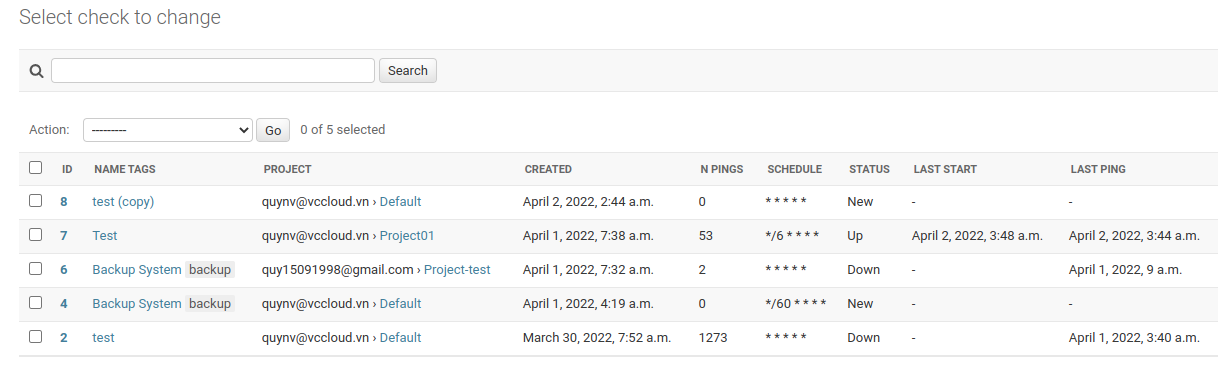 Select check to change
Search
Action: --------- Go 0 of 5 selected
ID NAME TAGS PROJECT CREATED N PINGS SCHEDULE STATUS LAST START LAST PING
8 test (copy) quynv@vccloud.vn › Default April 2, 2022, 2:44 a.m. 0 * * * * * New - -
7 Test quynv@vccloud.vn › Project01 April 1, 2022, 7:38 a.m. 53 */6 * * * * Up April 2, 2022, 3:48 a.m. April 2, 2022, 3:44 a.m.
6 Backup System backup quy15091998@gmail.com › Project-test April 1, 2022, 7:32 a.m. 2 * * * * * Down - April 1, 2022, 9 a.m.
4 Backup System backup quynv@vccloud.vn › Default April 1, 2022, 4:19 a.m. 0 */60 * * * * New - -
2 test quynv@vccloud.vn › Default March 30, 2022, 7:52 a.m. 1273 * * * * * Down - April 1, 2022, 3:40 a.m.